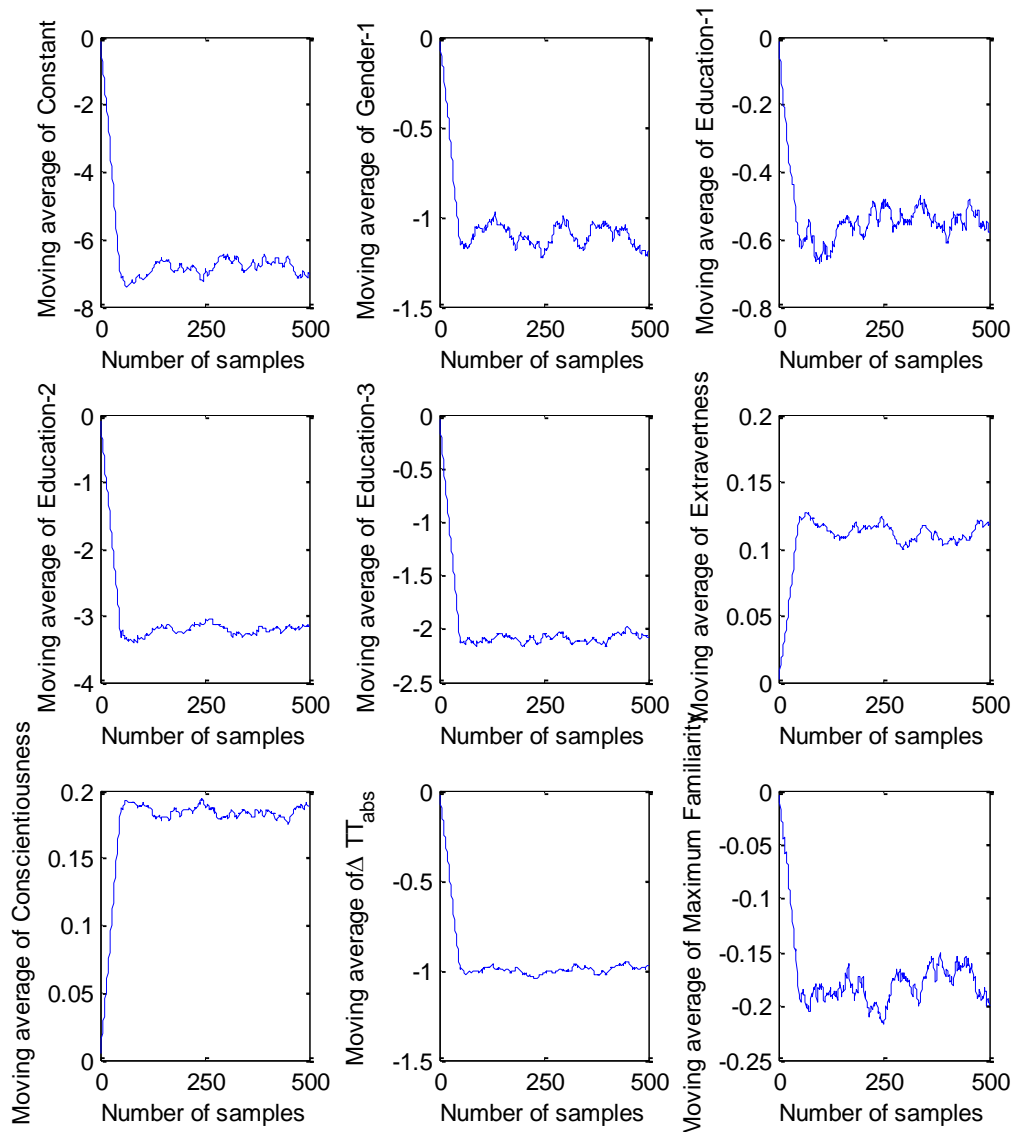 Moving average of Constant
0
-2
-4
-6
-8
0 250 500
Number of samples
Moving average of Gender-1
0
-0.5
-1
-1.5
0 250 500
Number of samples
Moving average of Education-1
0
-0.2
-0.4
-0.6
-0.8
0 250 500
Number of samples
Moving average of Education-2
0
-1
-2
-3
-4
0 250 500
Number of samples
Moving average of Education-3
0
-0.5
-1
-1.5
-2
-2.5
0 250 500
Number of samples
Moving average of Extravertness
0.2
0.15
0.1
0.05
0
0 250 500
Number of samples
Moving average of Conscientiousness
0.2
0.15
0.1
0.05
0
0 250 500
Number of samples
Moving average ofΔ TT_abs
0
-0.5
-1
-1.5
0 250 500
Number of samples
Moving average of Maximum Familiarity
0
-0.05
-0.1
-0.15
-0.2
-0.25
0 250 500
Number of samples